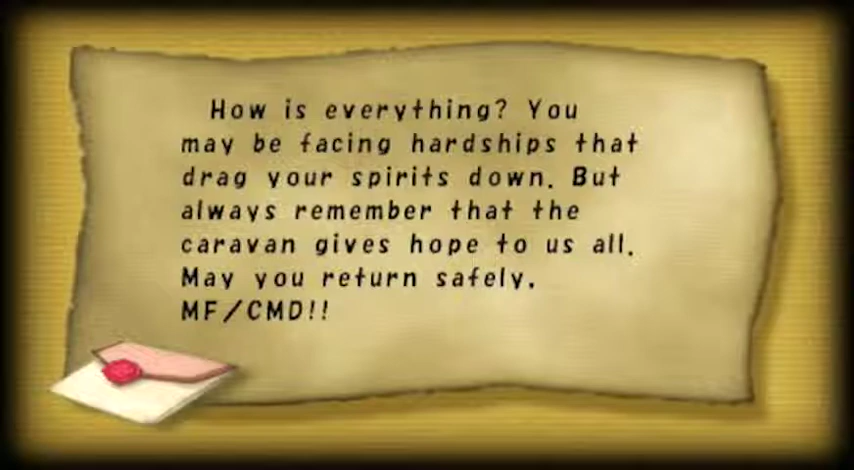 How is everything? You
may be facing hardships that
drag your spirits down. But
always remember that the
caravan gives hope to us all.
May you return safely.
MF/CMD!!